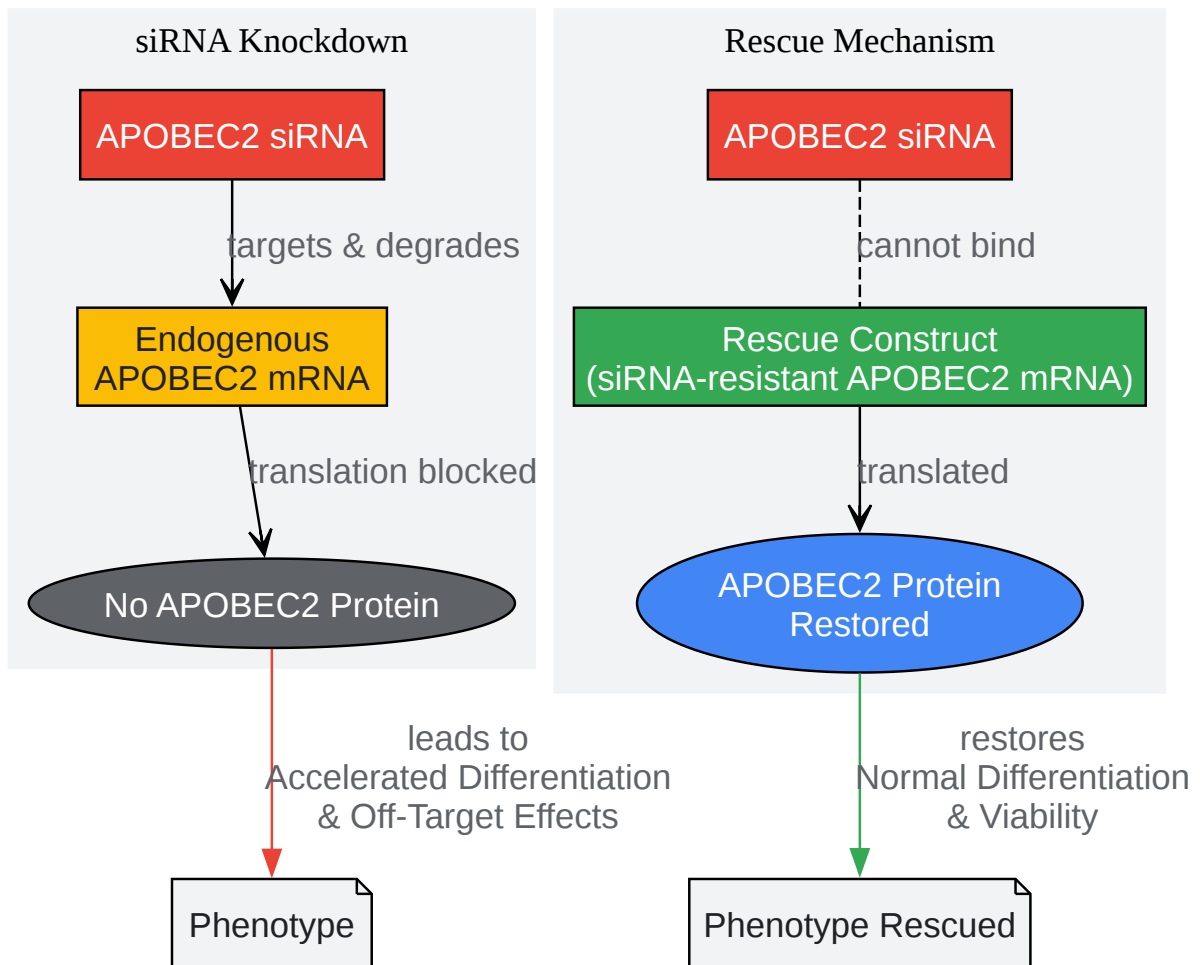 siRNA Knockdown
APOBEC2 siRNA
targets & degrades
Endogenous
APOBEC2 mRNA
translation blocked
No APOBEC2 Protein
leads to
Accelerated Differentiation
& Off-Target Effects
Phenotype
Rescue Mechanism
APOBEC2 siRNA
cannot bind
Rescue Construct
(siRNA-resistant APOBEC2 mRNA)
translated
APOBEC2 Protein
Restored
restores
Normal Differentiation
& Viability
Phenotype Rescued